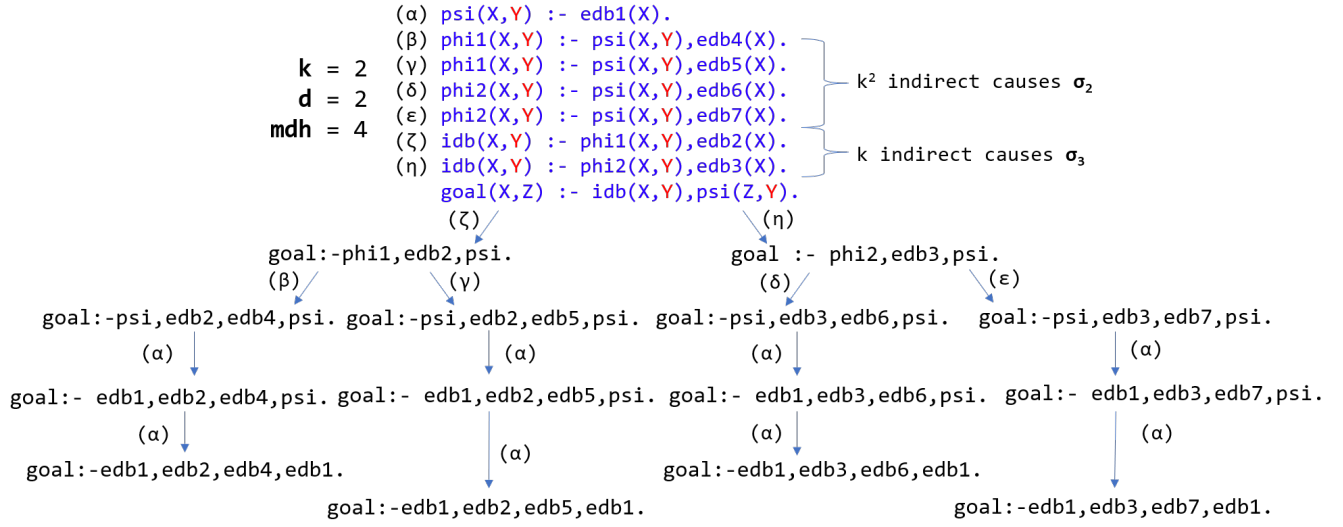 (α) psi(X,Y) :- edb1(X).
(β) phi1(X,Y) :- psi(X,Y),edb4(X).
k = 2 (γ) phi1(X,Y) :- psi(X,Y),edb5(X).
k² indirect causes σ₂
d = 2 (δ) phi2(X,Y) :- psi(X,Y),edb6(X).
(ε) phi2(X,Y) :- psi(X,Y),edb7(X).
mdh = 4 (ζ) idb(X,Y) :- phi1(X,Y),edb2(X).
k indirect causes σ₃
(η) idb(X,Y) :- phi2(X,Y),edb3(X).
goal(X,Z) :- idb(X,Y),psi(Z,Y).
(ζ) (η)
goal:-phi1,edb2,psi. goal :- phi2,edb3,psi.
(β) (γ) (δ) (ε)
goal:-psi,edb2,edb4,psi. goal:-psi,edb2,edb5,psi. goal:-psi,edb3,edb6,psi. goal:-psi,edb3,edb7,psi.
(α) (α) (α) (α)
goal:- edb1,edb2,edb4,psi. goal:- edb1,edb2,edb5,psi. goal:- edb1,edb3,edb6,psi. goal:- edb1,edb3,edb7,psi.
(α) (α) (α) (α)
goal:-edb1,edb2,edb4,edb1. goal:-edb1,edb3,edb6,edb1.
goal:-edb1,edb2,edb5,edb1. goal:-edb1,edb3,edb7,edb1.